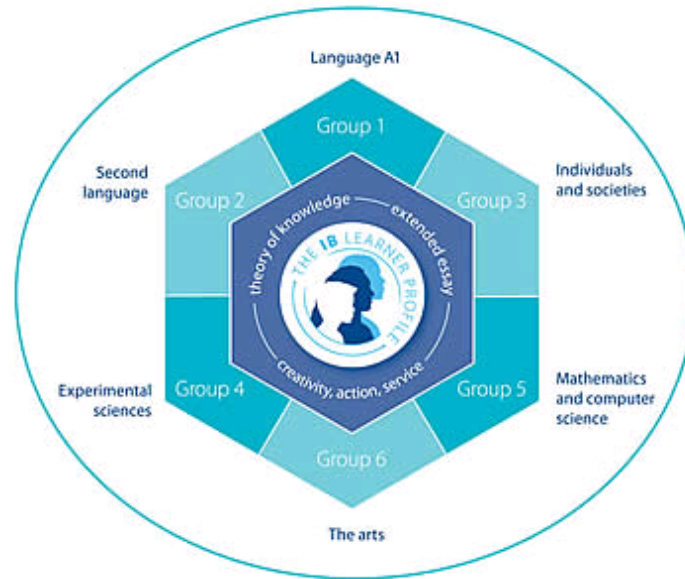 Language A1
Group 1
Second
language
Group 2
Individuals
and societies
Group 3
theory of knowledge
extended essay
THE IB LEARNER PROFILE
creativity, action, service
Experimental
sciences
Group 4
Mathematics
and computer
science
Group 5
Group 6
The arts